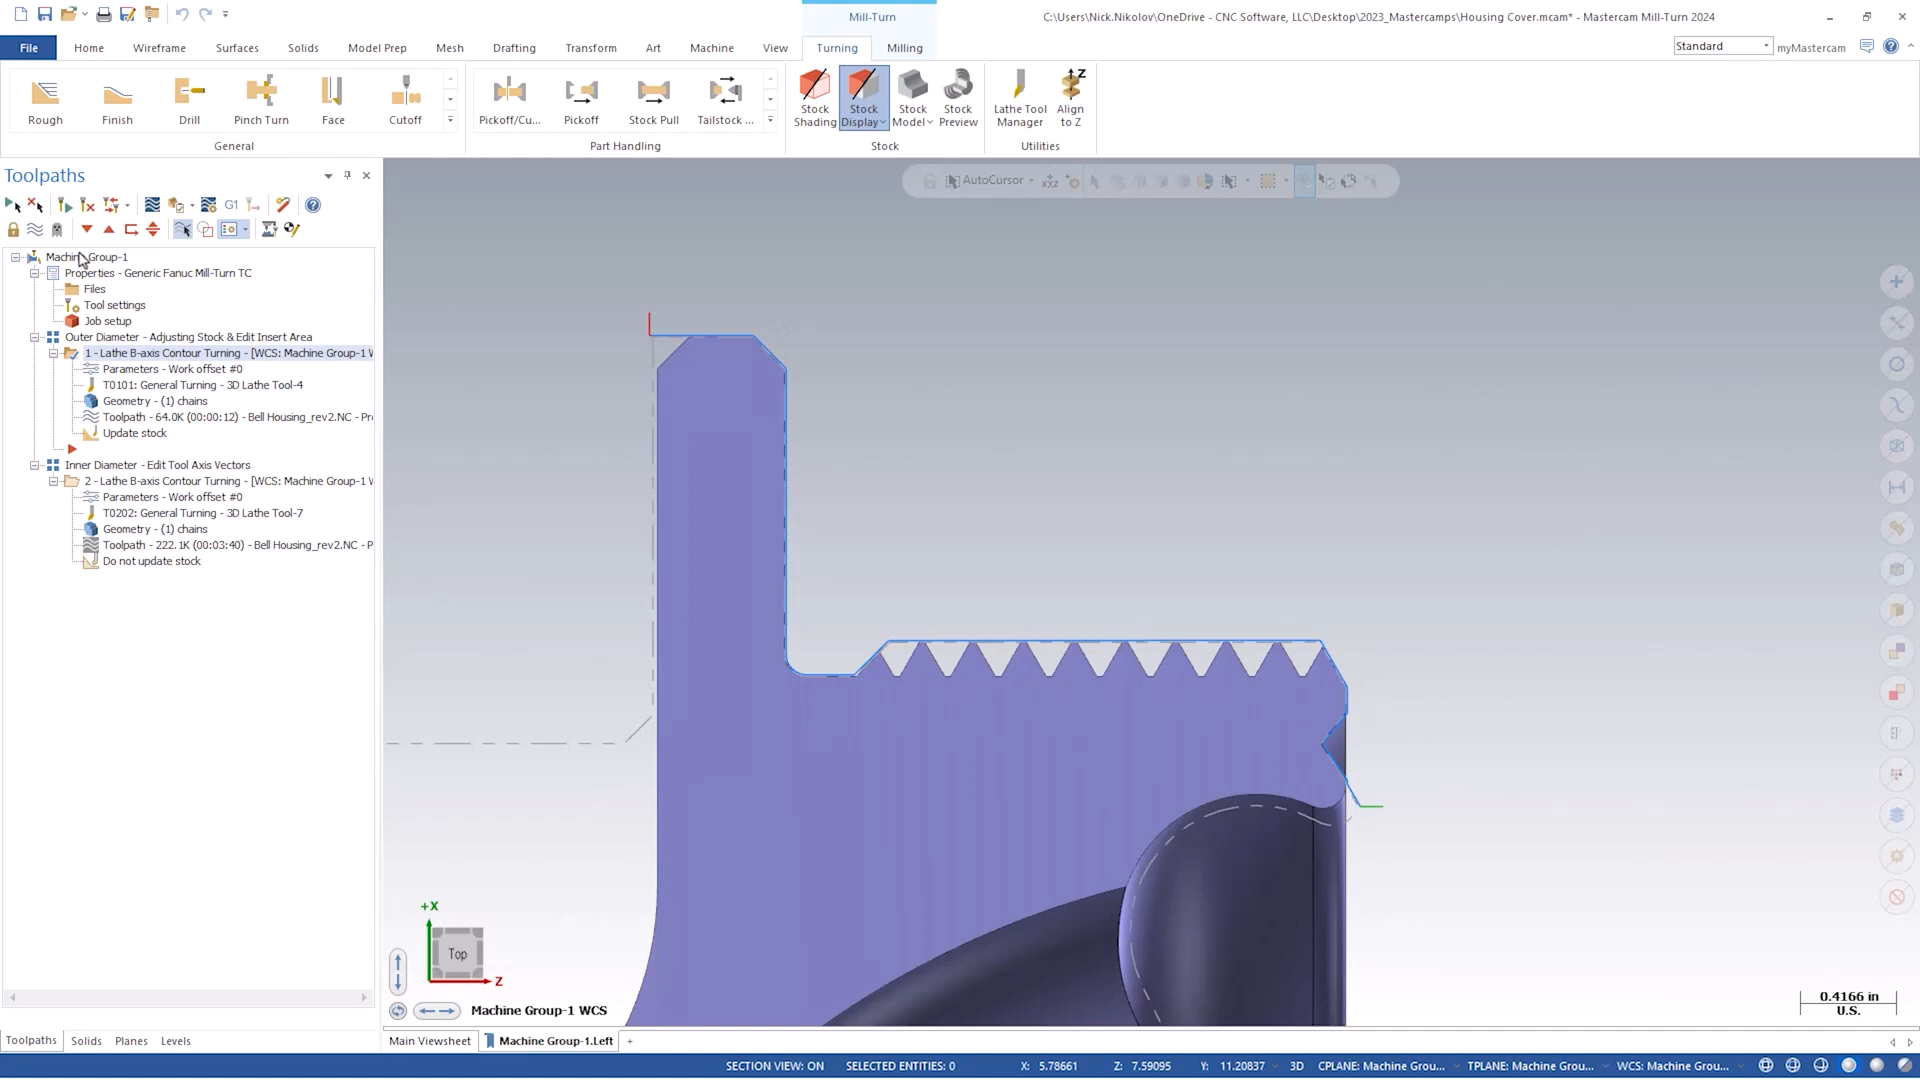 Mill-Turn
C:\Users\Nick.Nikolov\OneDrive - CNC Software, LLC\Desktop\2023_Mastercamps\Housing Cover.mcam* - Mastercam Mill-Turn 2024
File
Home
Wireframe
Surfaces
Solids
Model Prep
Mesh
Drafting
Transform
Art
Machine
View
Turning
Milling
Standard
myMastercam
Rough
Finish
Drill
Pinch Turn
Face
Cutoff
Pickoff/Cu...
Pickoff
Stock Pull
Tailstock ...
Stock Shading
Stock Display
Stock Model
Stock Preview
Lathe Tool Manager
Align to Z
General
Part Handling
Stock
Utilities
Toolpaths
G1
AutoCursor
Machine Group-1
Properties - Generic Fanuc Mill-Turn TC
Files
Tool settings
Job setup
Outer Diameter - Adjusting Stock & Edit Insert Area
1 - Lathe B-axis Contour Turning - [WCS: Machine Group-1 W
Parameters - Work offset #0
T0101: General Turning - 3D Lathe Tool-4
Geometry - (1) chains
Toolpath - 64.0K (00:00:12) - Bell Housing_rev2.NC - Pr
Update stock
Inner Diameter - Edit Tool Axis Vectors
2 - Lathe B-axis Contour Turning - [WCS: Machine Group-1 W
Parameters - Work offset #0
T0202: General Turning - 3D Lathe Tool-7
Geometry - (1) chains
Toolpath - 222.1K (00:03:40) - Bell Housing_rev2.NC - P
Do not update stock
+X
Top
Z
Machine Group-1 WCS
0.4166 in
U.S.
Toolpaths
Solids
Planes
Levels
Main Viewsheet
Machine Group-1.Left
+
SECTION VIEW: ON
SELECTED ENTITIES: 0
X: 5.78661
Z: 7.59095
Y: 11.20837
3D
CPLANE: Machine Grou...
TPLANE: Machine Grou...
WCS: Machine Grou...